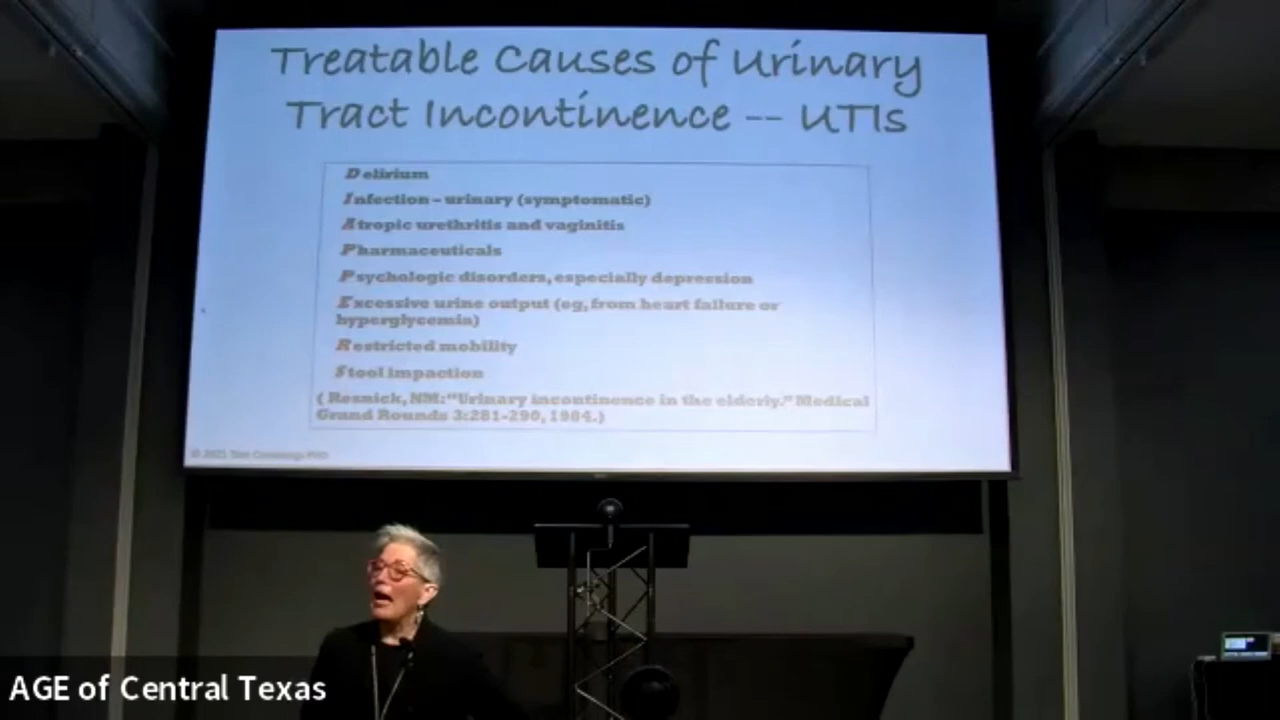 Treatable Causes of Urinary
Tract Incontinence -- UTIs
Delirium
Infection – urinary (symptomatic)
Atropic urethritis and vaginitis
Pharmaceuticals
Psychologic disorders, especially depression
Excessive urine output (eg, from heart failure or
hyperglycemia)
Restricted mobility
Stool impaction
( Resnick, NM: "Urinary incontinence in the elderly." Medical
Grand Rounds 3:281-290, 1984.)
AGE of Central Texas